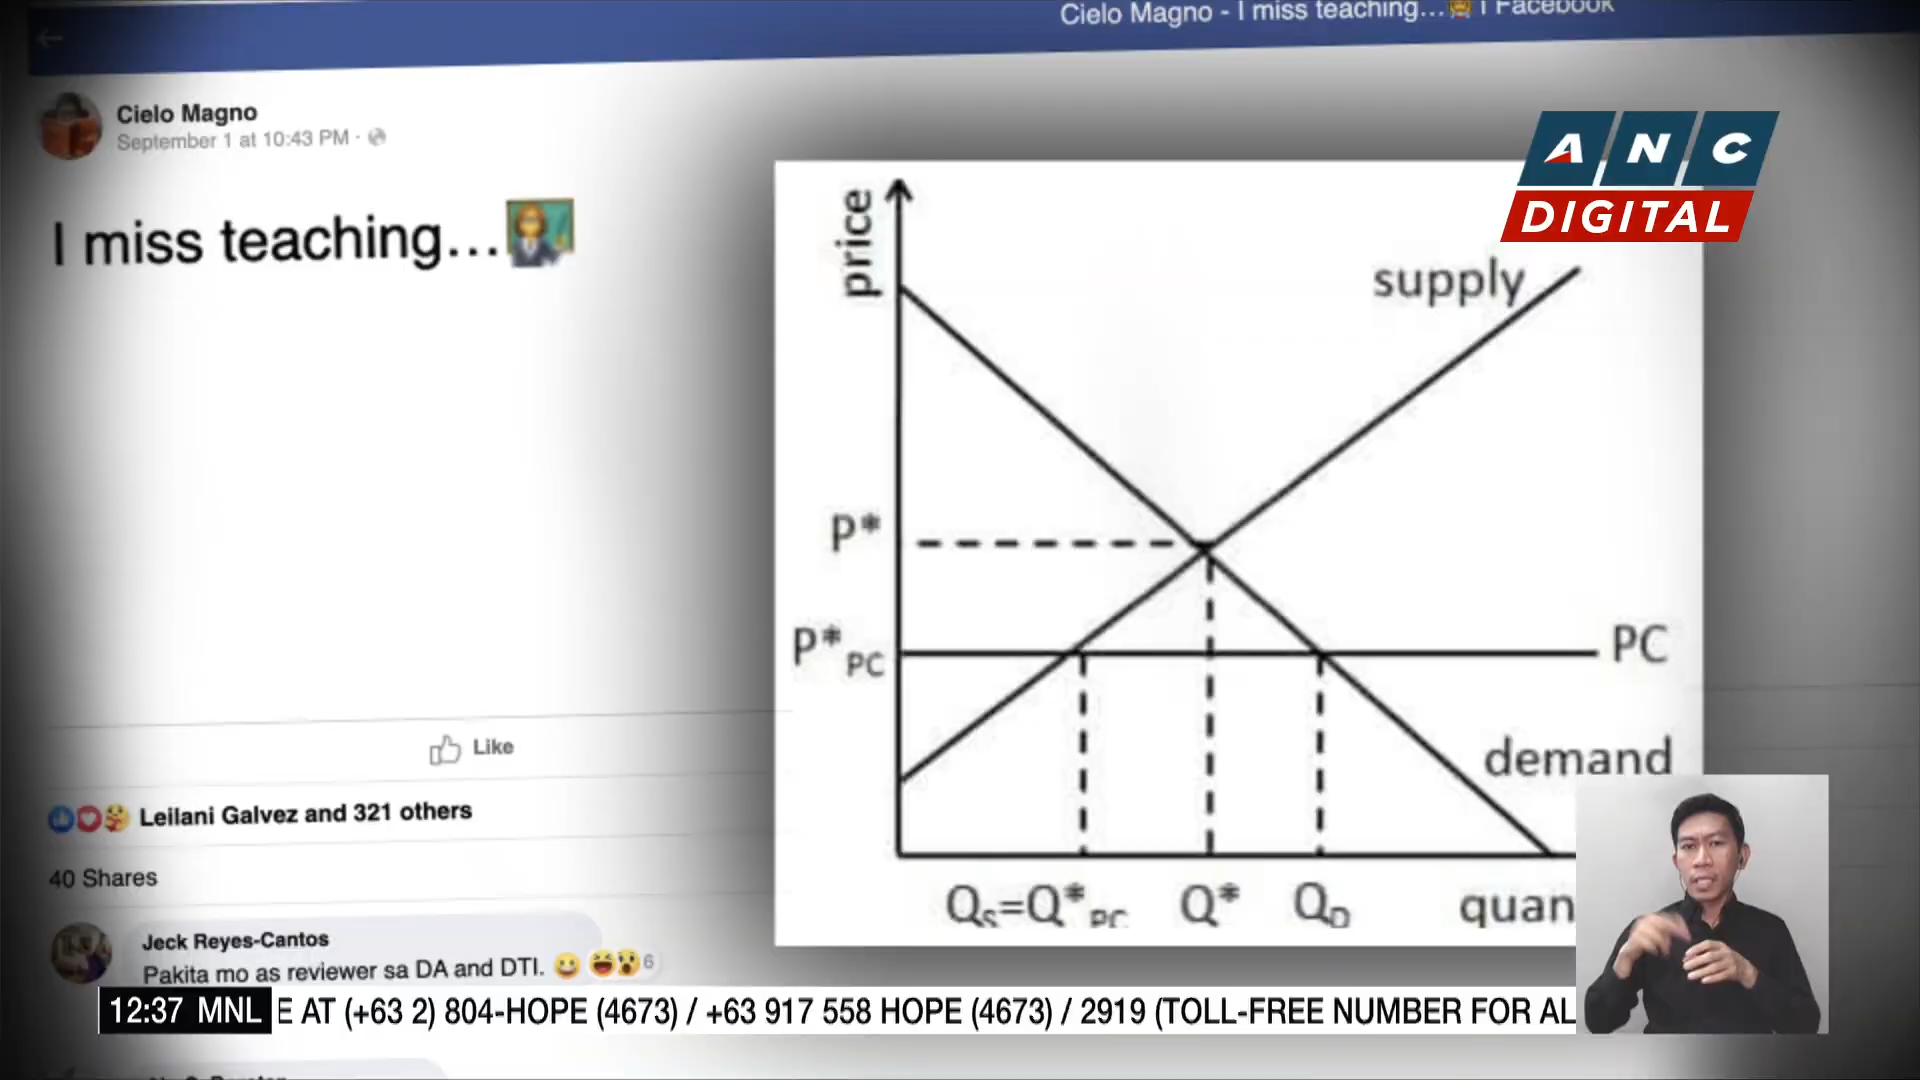 Cielo Magno - I miss teaching... | Facebook
Cielo Magno
September 1 at 10:43 PM ·
I miss teaching...
ANC
DIGITAL
price
supply
P*
P*PC
PC
demand
QS=Q*PC Q* QD quan
Like
Leilani Galvez and 321 others
40 Shares
Jeck Reyes-Cantos
Pakita mo as reviewer sa DA and DTI.
6
12:37 MNL E AT (+63 2) 804-HOPE (4673) / +63 917 558 HOPE (4673) / 2919 (TOLL-FREE NUMBER FOR AL